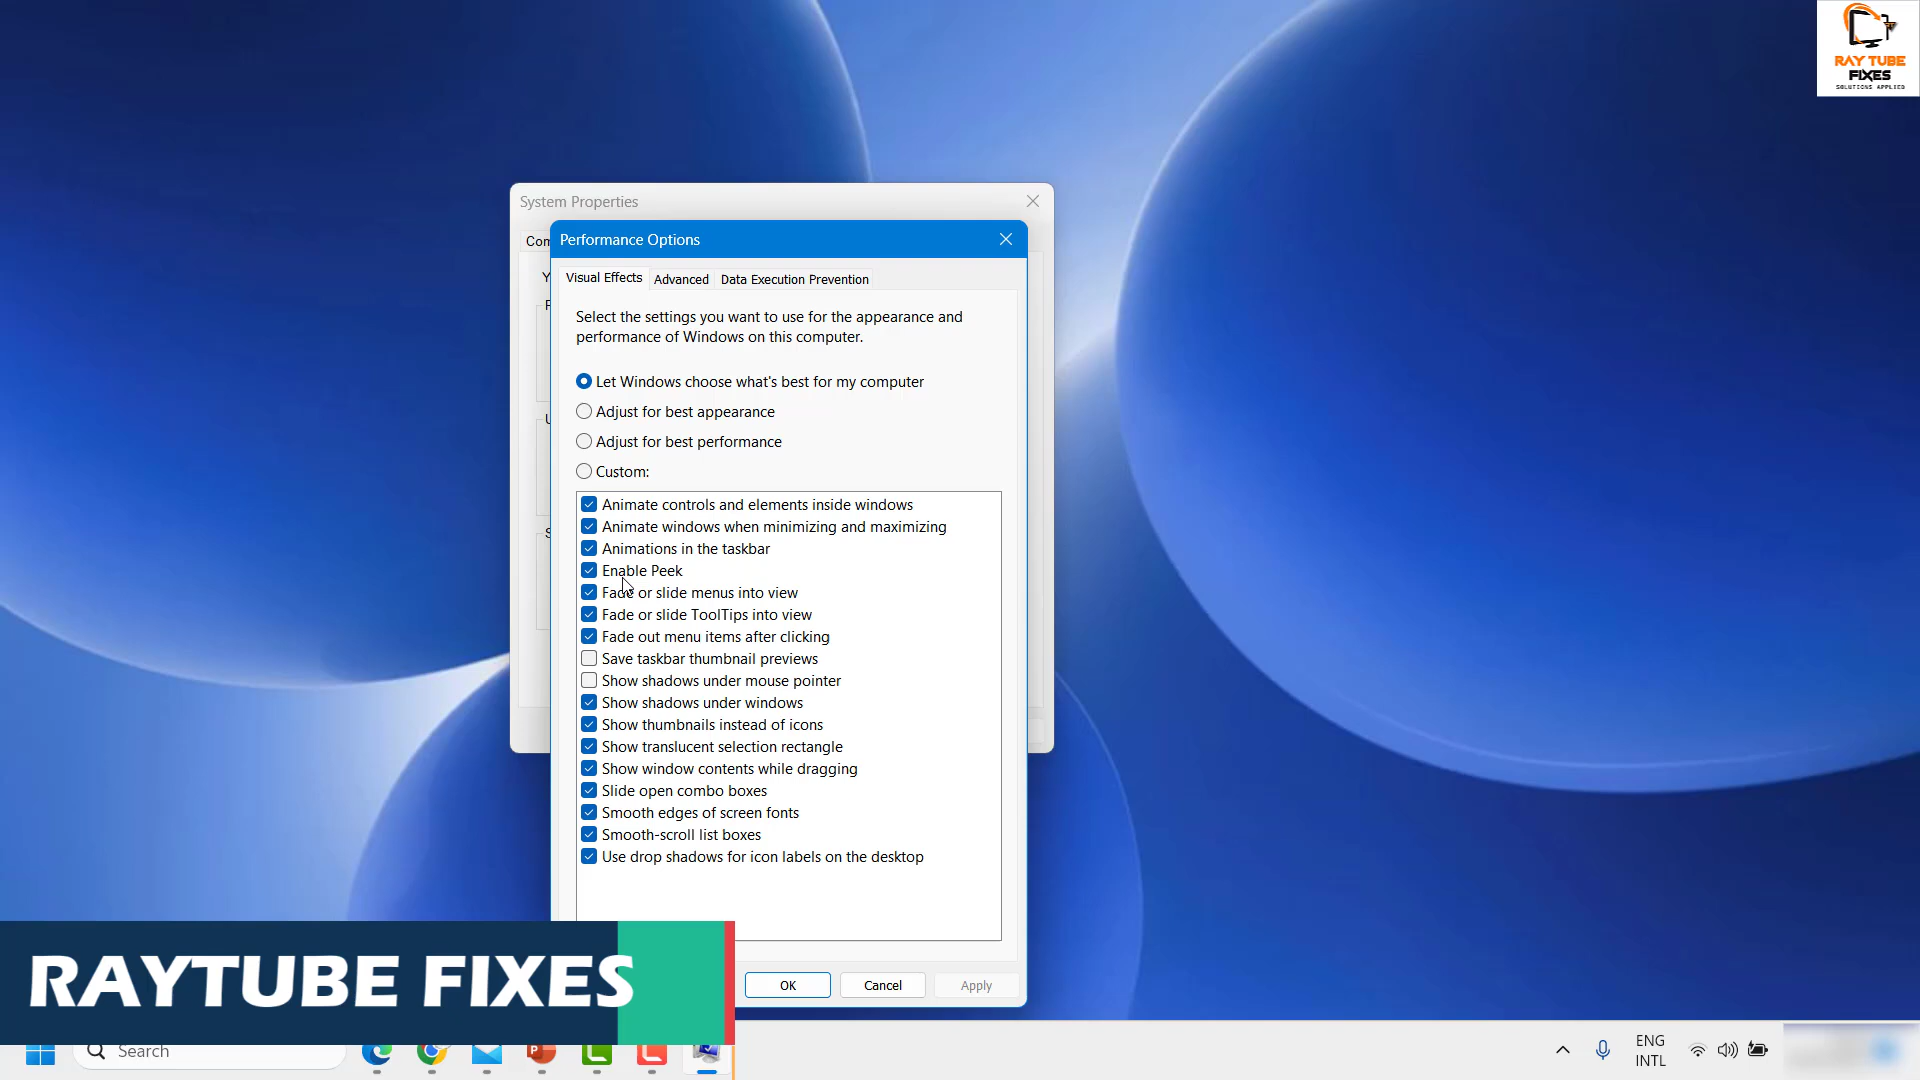 RAY TUBE
FIXES
SOLUTIONS APPLIED
System Properties
Com
Performance Options
Visual Effects
Advanced
Data Execution Prevention
Select the settings you want to use for the appearance and
performance of Windows on this computer.
Let Windows choose what's best for my computer
Adjust for best appearance
Adjust for best performance
Custom:
Animate controls and elements inside windows
Animate windows when minimizing and maximizing
Animations in the taskbar
Enable Peek
Fade or slide menus into view
Fade or slide ToolTips into view
Fade out menu items after clicking
Save taskbar thumbnail previews
Show shadows under mouse pointer
Show shadows under windows
Show thumbnails instead of icons
Show translucent selection rectangle
Show window contents while dragging
Slide open combo boxes
Smooth edges of screen fonts
Smooth-scroll list boxes
Use drop shadows for icon labels on the desktop
OK
Cancel
Apply
RAYTUBE FIXES
Search
ENG
INTL